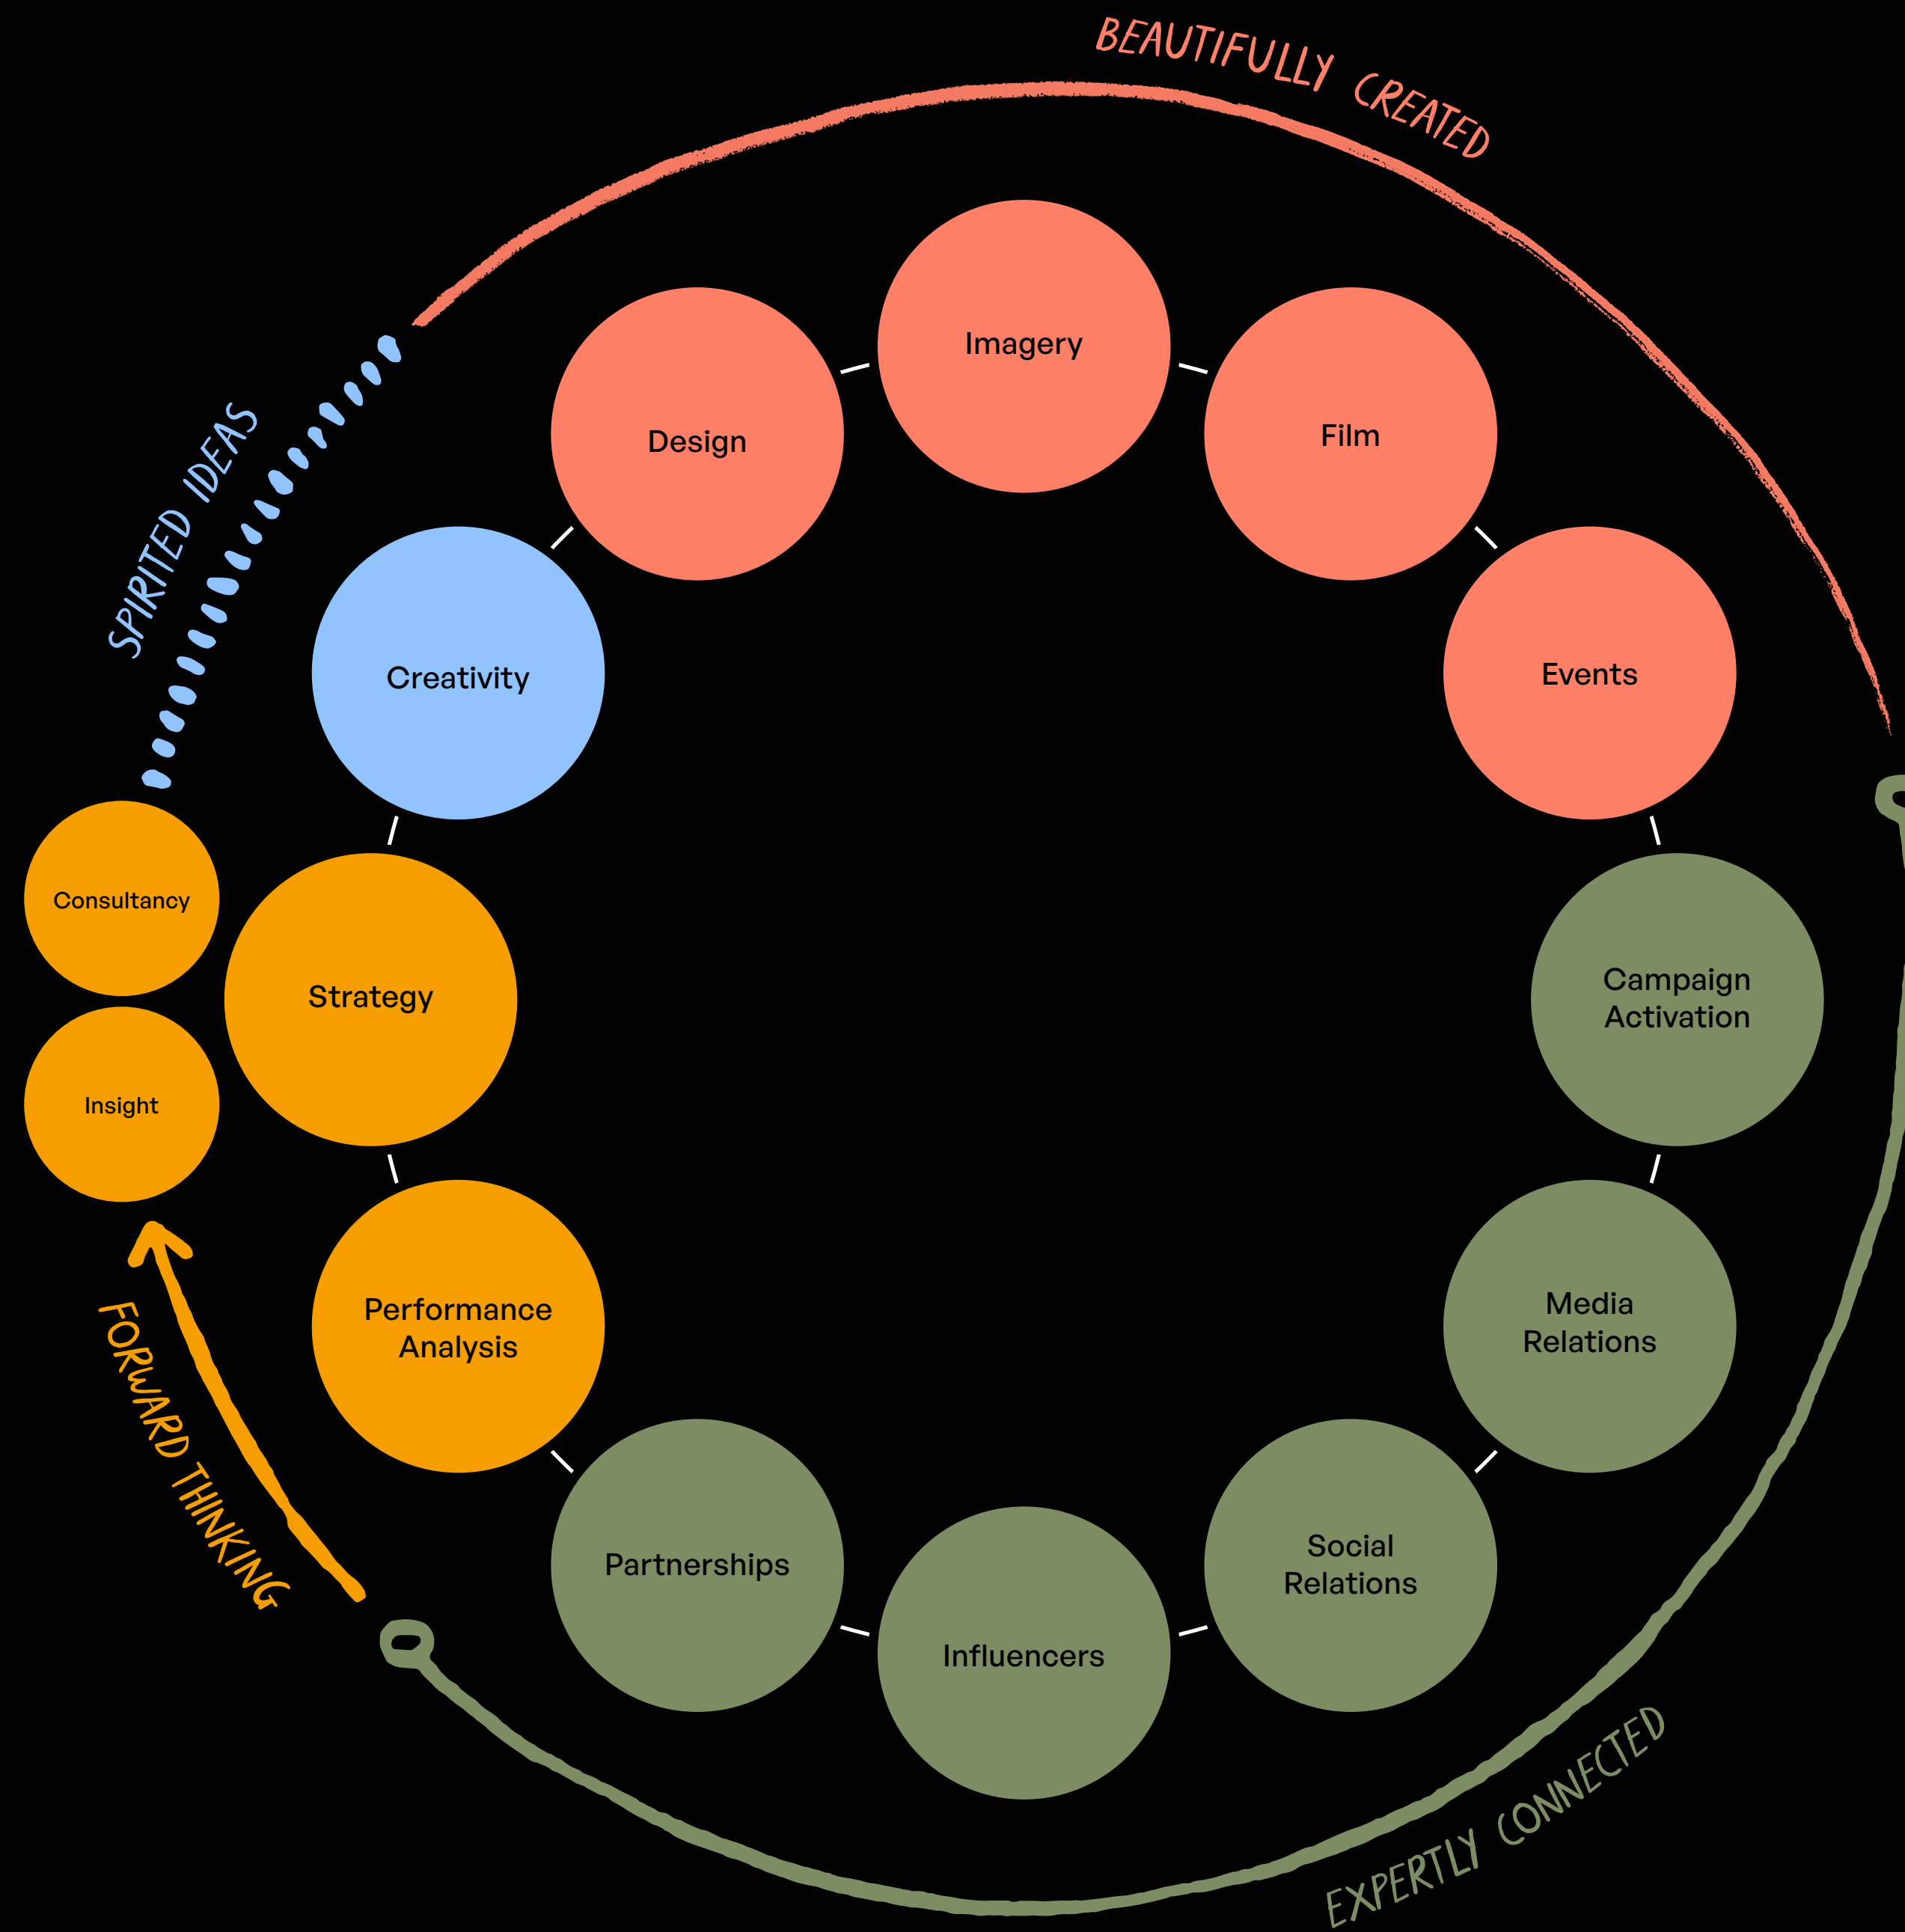 BEAUTIFULLY CREATED
Imagery
Design
Film
SPIRITED IDEAS
Creativity
Events
Consultancy
Strategy
Campaign
Activation
Insight
Performance
Analysis
Media
Relations
FORWARD THINKING
Partnerships
Social
Relations
Influencers
EXPERTLY CONNECTED